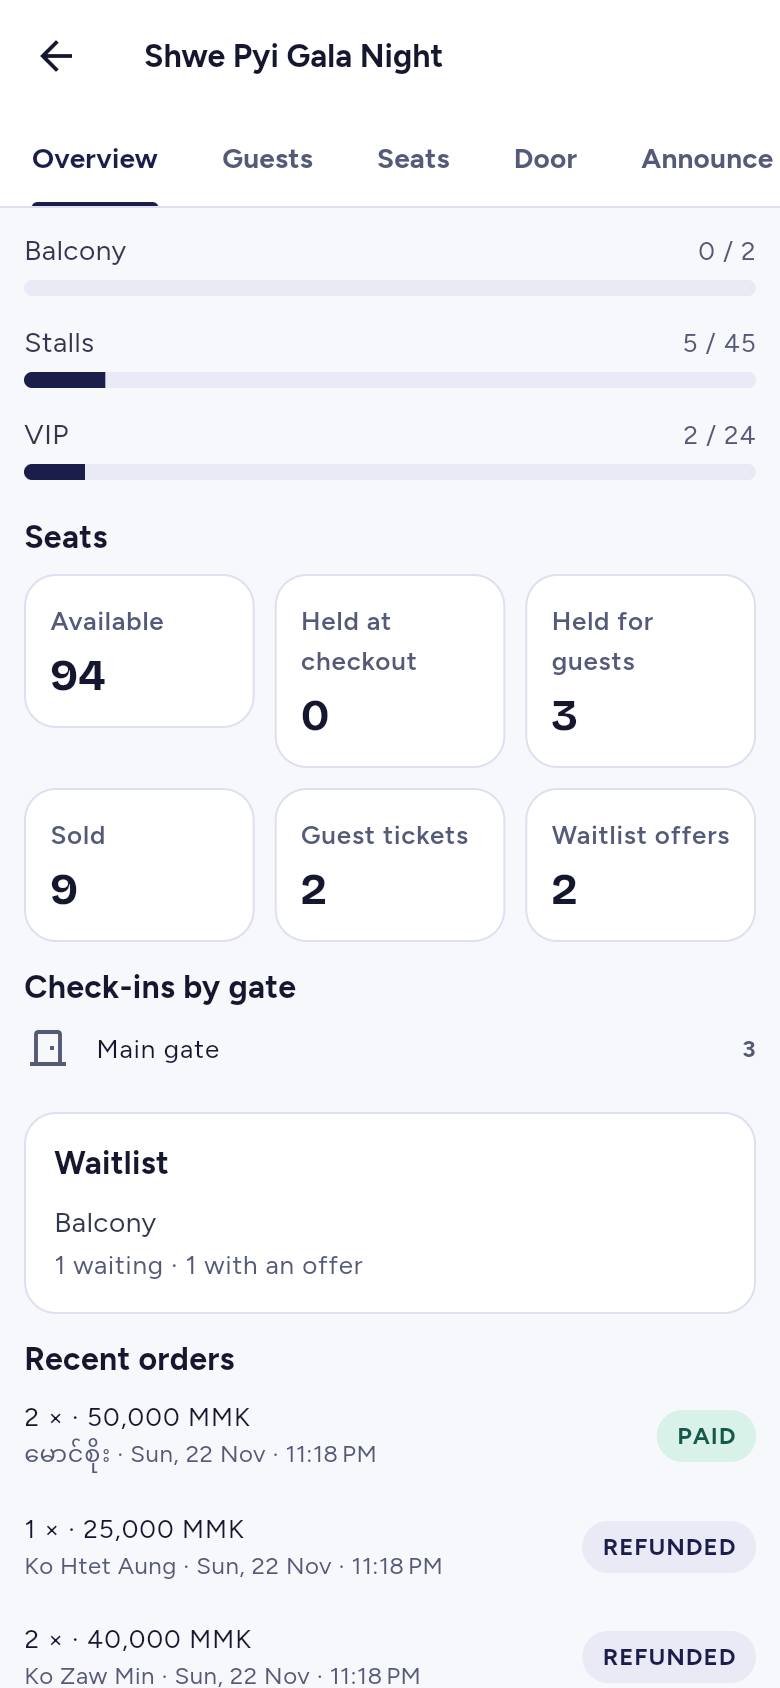 Shwe Pyi Gala Night
Overview Guests Seats Door Announce
Balcony 0 / 2
Stalls 5 / 45
VIP 2 / 24
Seats
Available
94
Held at
checkout
0
Held for
guests
3
Sold
9
Guest tickets
2
Waitlist offers
2
Check-ins by gate
Main gate 3
Waitlist
Balcony
1 waiting · 1 with an offer
Recent orders
2 × · 50,000 MMK
PAID
မောင်စိုး · Sun, 22 Nov · 11:18 PM
1 × · 25,000 MMK
REFUNDED
Ko Htet Aung · Sun, 22 Nov · 11:18 PM
2 × · 40,000 MMK
REFUNDED
Ko Zaw Min · Sun, 22 Nov · 11:18 PM